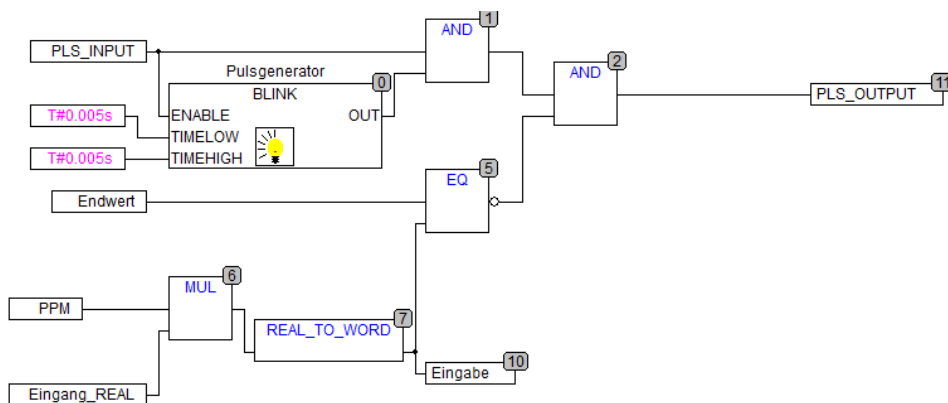 1
AND
PLS_INPUT
Pulsgenerator
0
BLINK
2
AND
11
PLS_OUTPUT
T#0.005s
ENABLE
OUT
TIMELOW
T#0.005s
TIMEHIGH
5
EQ
Endwert
6
MUL
PPM
7
REAL_TO_WORD
10
Eingabe
Eingang_REAL